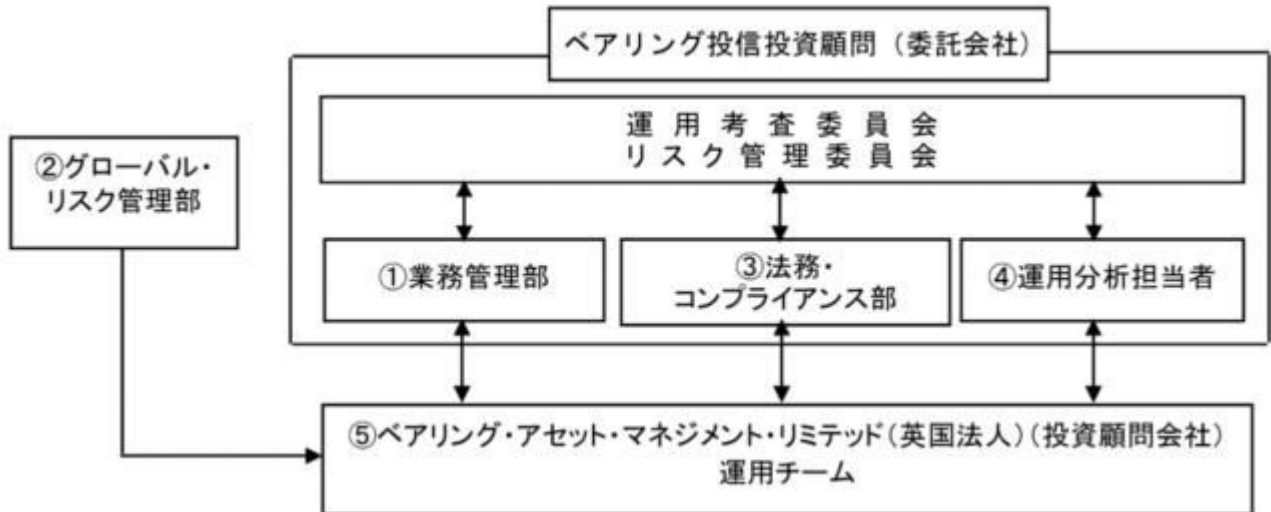 ベアリング投信投資顧問（委託会社）
運用考査委員会
リスク管理委員会
②グローバル・
リスク管理部
①業務管理部
③法務・
コンプライアンス部
④運用分析担当者
⑤ベアリング・アセット・マネジメント・リミテッド（英国法人）（投資顧問会社）
運用チーム